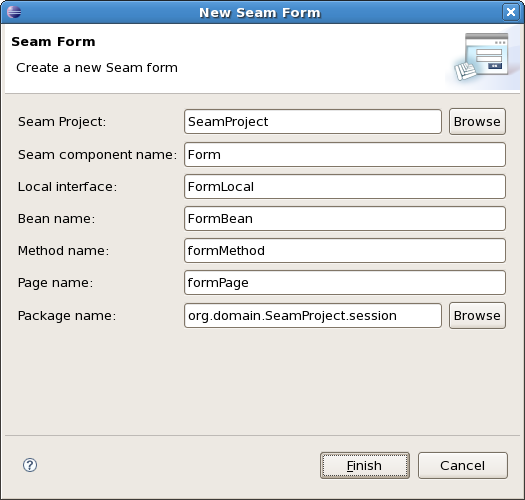 New Seam Form
Seam Form
Create a new Seam form
Seam Project: SeamProject Browse
Seam component name: Form
Local interface: FormLocal
Bean name: FormBean
Method name: formMethod
Page name: formPage
Package name: org.domain.SeamProject.session Browse
? Finish Cancel